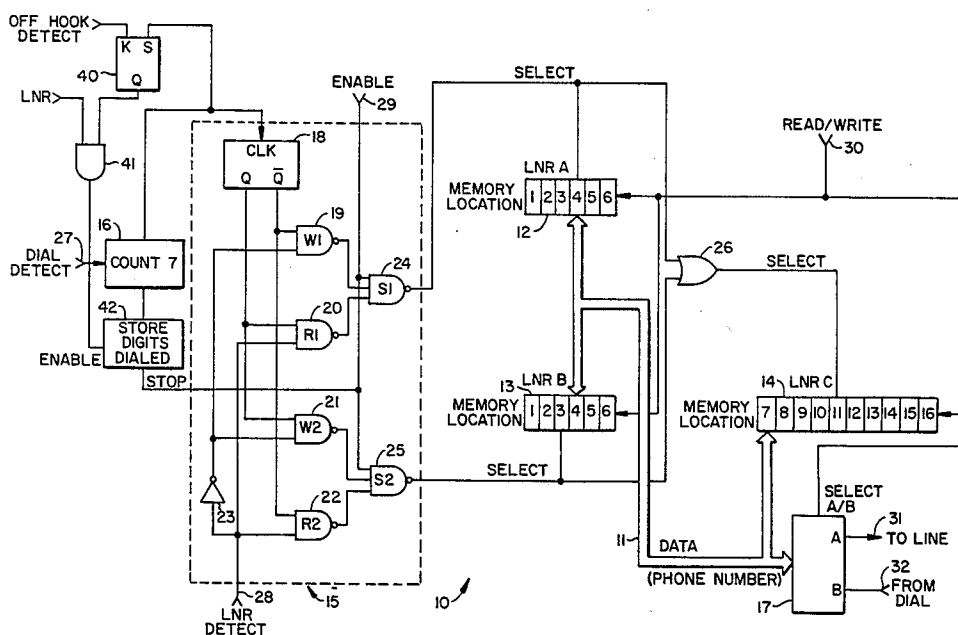 OFF HOOK DETECT
K S
40
Q
LNR
41
27
DIAL DETECT
16
COUNT 7
42
STORE DIGITS DIALED
ENABLE
STOP
ENABLE
29
18
CLK
Q Q̅
19
W1
20
R1
21
W2
22
R2
23
24
S1
25
S2
28
LNR DETECT
15
10
SELECT
LNR A
MEMORY LOCATION
1 2 3 4 5 6
12
READ/WRITE
30
26
SELECT
13
LNR B
MEMORY LOCATION
1 2 3 4 5 6
SELECT
14
LNR C
MEMORY LOCATION
7 8 9 10 11 12 13 14 15 16
11
DATA
(PHONE NUMBER)
SELECT A/B
A
31
TO LINE
B
32
FROM DIAL
17